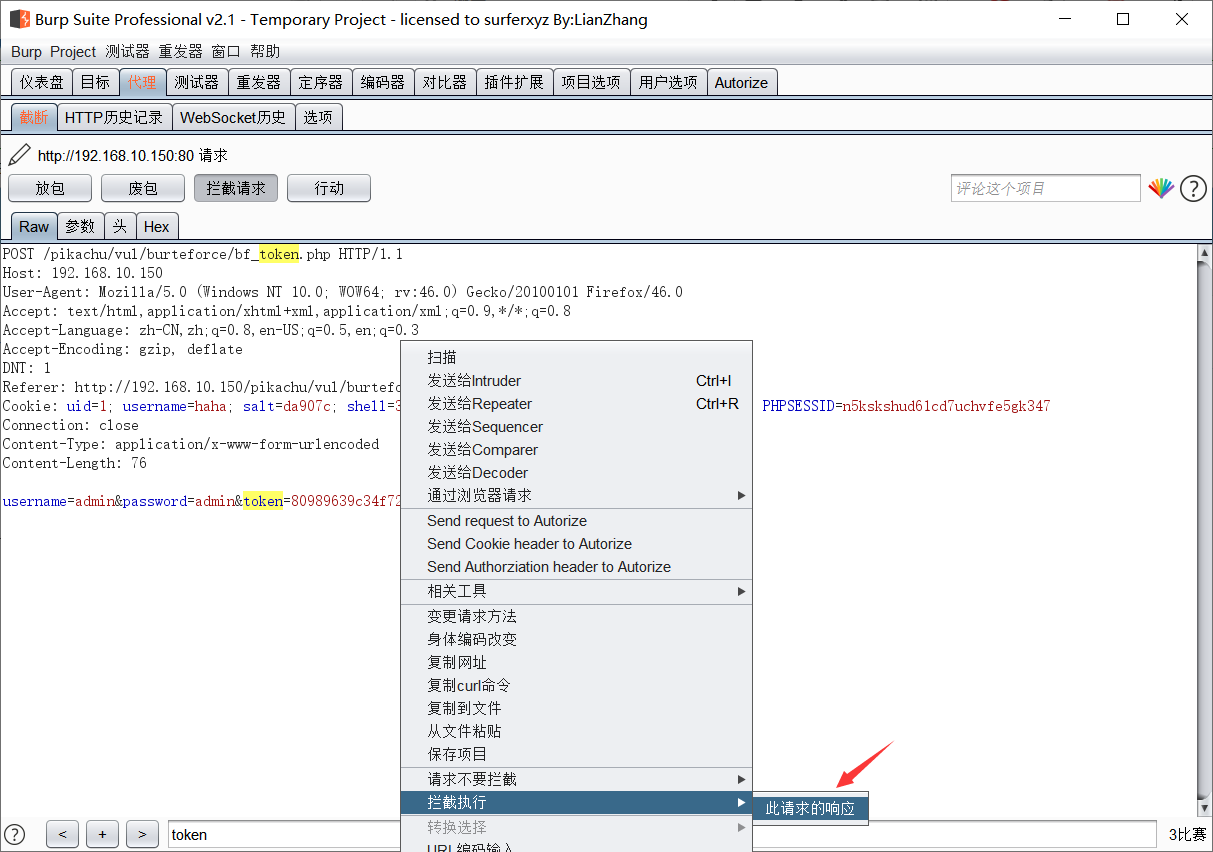 Burp Suite Professional v2.1 - Temporary Project - licensed to surferxyz By:LianZhang
Burp Project 测试器 重发器 窗口 帮助
仪表盘 目标 代理 测试器 重发器 定序器 编码器 对比器 插件扩展 项目选项 用户选项 Autorize
截断 HTTP历史记录 WebSocket历史 选项
http://192.168.10.150:80 请求
放包 废包 拦截请求 行动 评论这个项目 ?
Raw 参数 头 Hex
POST /pikachu/vul/burteforce/bf_token.php HTTP/1.1
Host: 192.168.10.150
User-Agent: Mozilla/5.0 (Windows NT 10.0; WOW64; rv:46.0) Gecko/20100101 Firefox/46.0
Accept: text/html,application/xhtml+xml,application/xml;q=0.9,*/*;q=0.8
Accept-Language: zh-CN,zh;q=0.8,en-US;q=0.5,en;q=0.3
Accept-Encoding: gzip, deflate
DNT: 1
Referer: http://192.168.10.150/pikachu/vul/burtefo
Cookie: uid=1; username=haha; salt=da907c; shell=3 PHPSESSID=n5kskshud61cd7uchvfe5gk347
Connection: close
Content-Type: application/x-www-form-urlencoded
Content-Length: 76
username=admin&password=admin&token=80989639c34f72
扫描
发送给Intruder Ctrl+I
发送给Repeater Ctrl+R
发送给Sequencer
发送给Comparer
发送给Decoder
通过浏览器请求
Send request to Autorize
Send Cookie header to Autorize
Send Authorziation header to Autorize
相关工具
变更请求方法
身体编码改变
复制网址
复制curl命令
复制到文件
从文件粘贴
保存项目
请求不要拦截
拦截执行
此请求的响应
转换选择
URL编码输入
? < + > token 3比赛